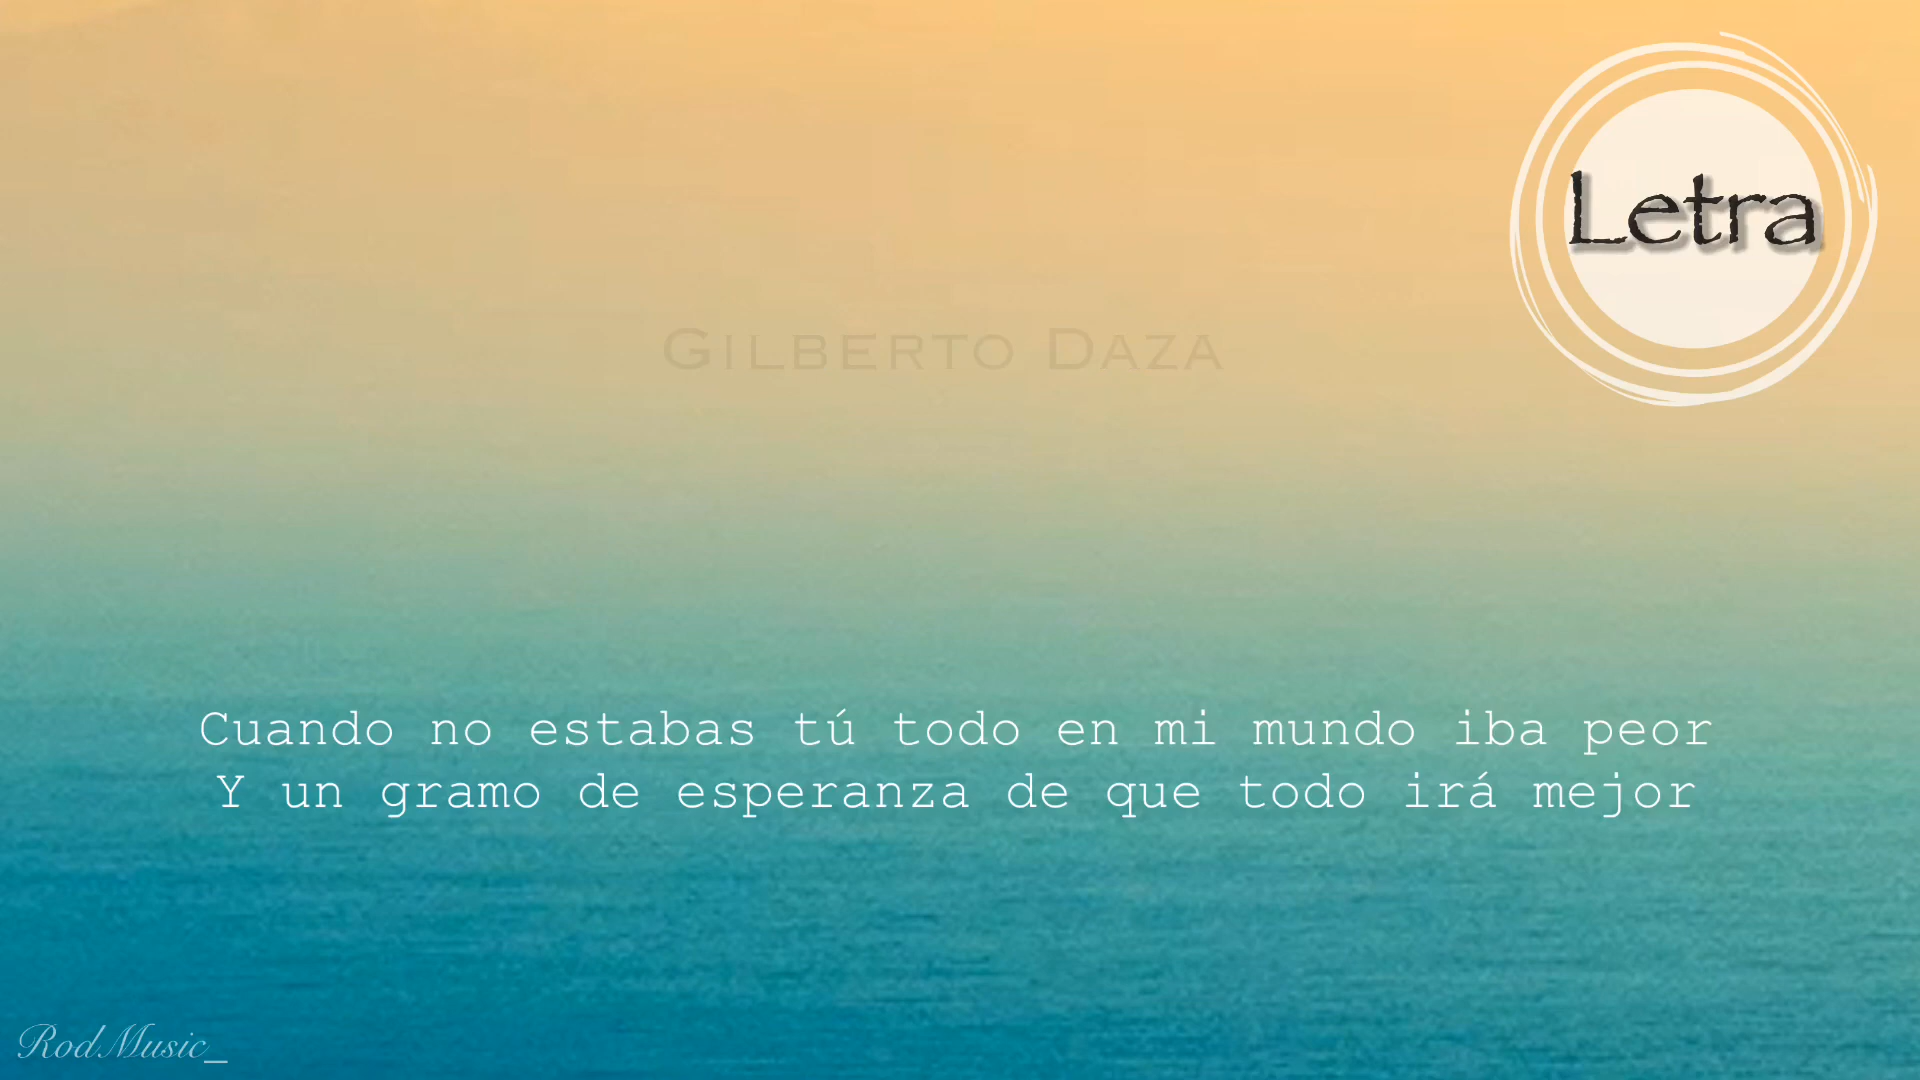 Letra
Gilberto Daza
Cuando no estabas tú todo en mi mundo iba peor
Y un gramo de esperanza de que todo irá mejor
RodMusic_